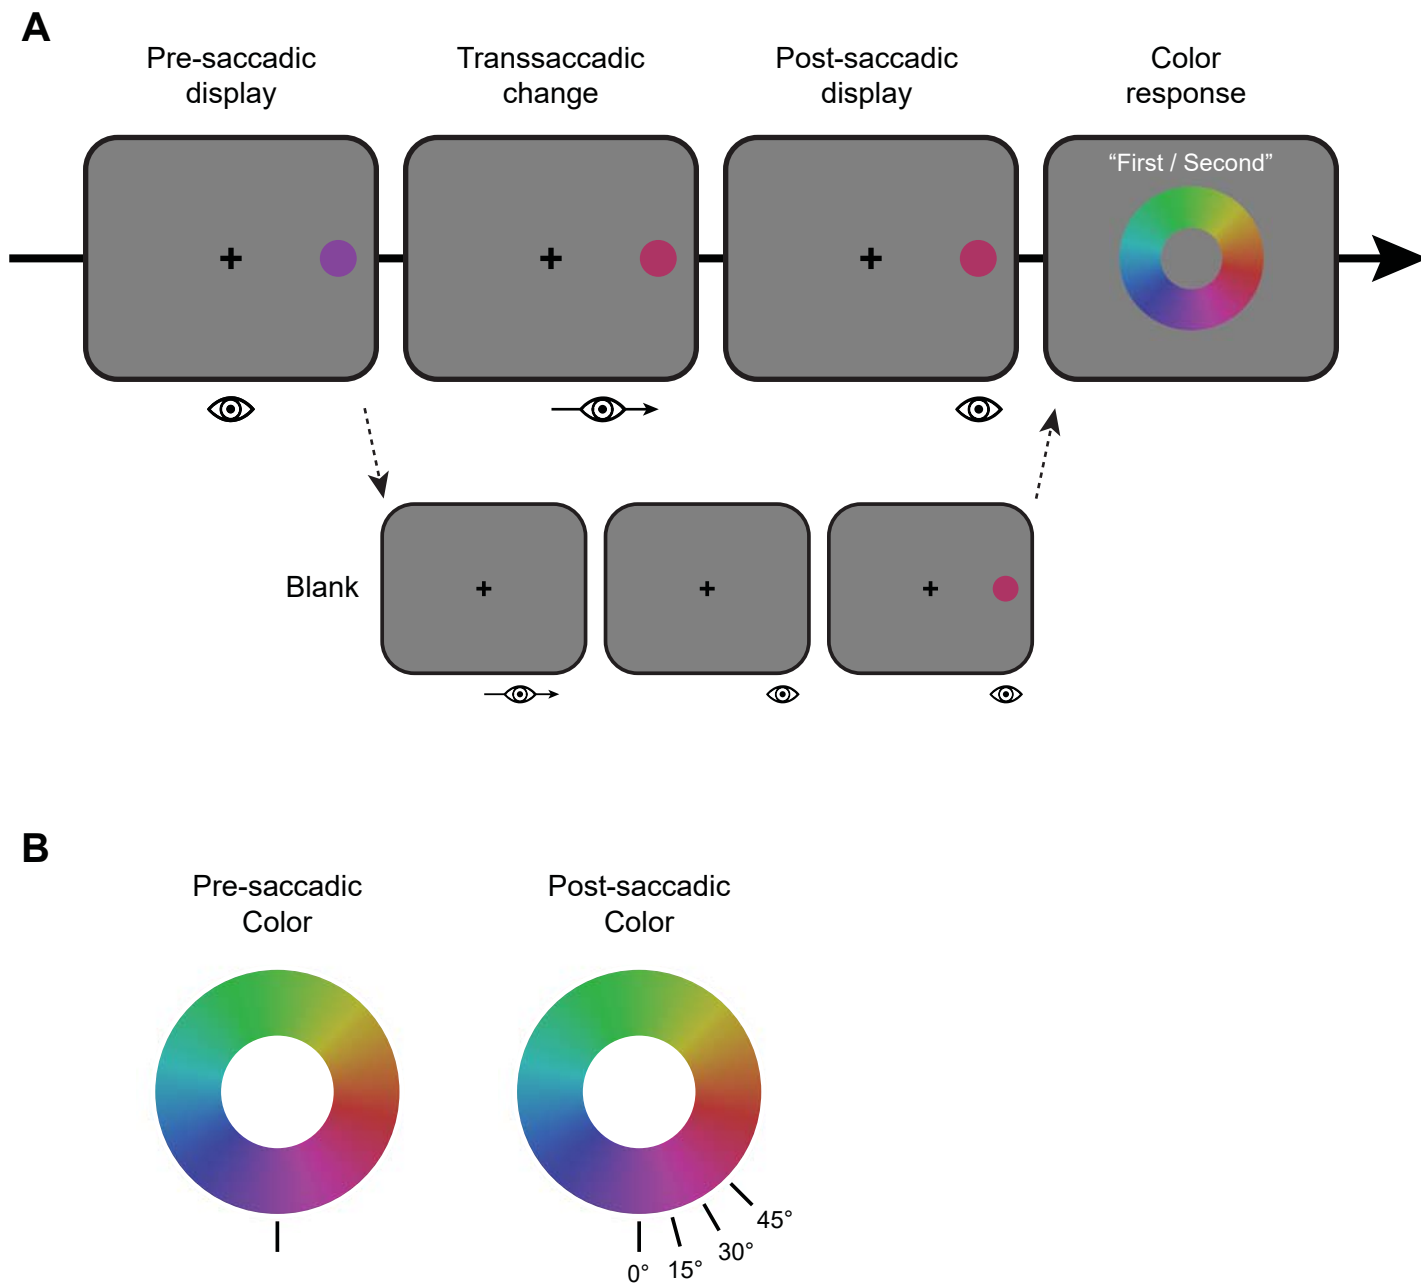 A
Pre-saccadic
display
Transsaccadic
change
Post-saccadic
display
Color
response
“First / Second”
Blank
B
Pre-saccadic
Color
Post-saccadic
Color
0°
15°
30°
45°